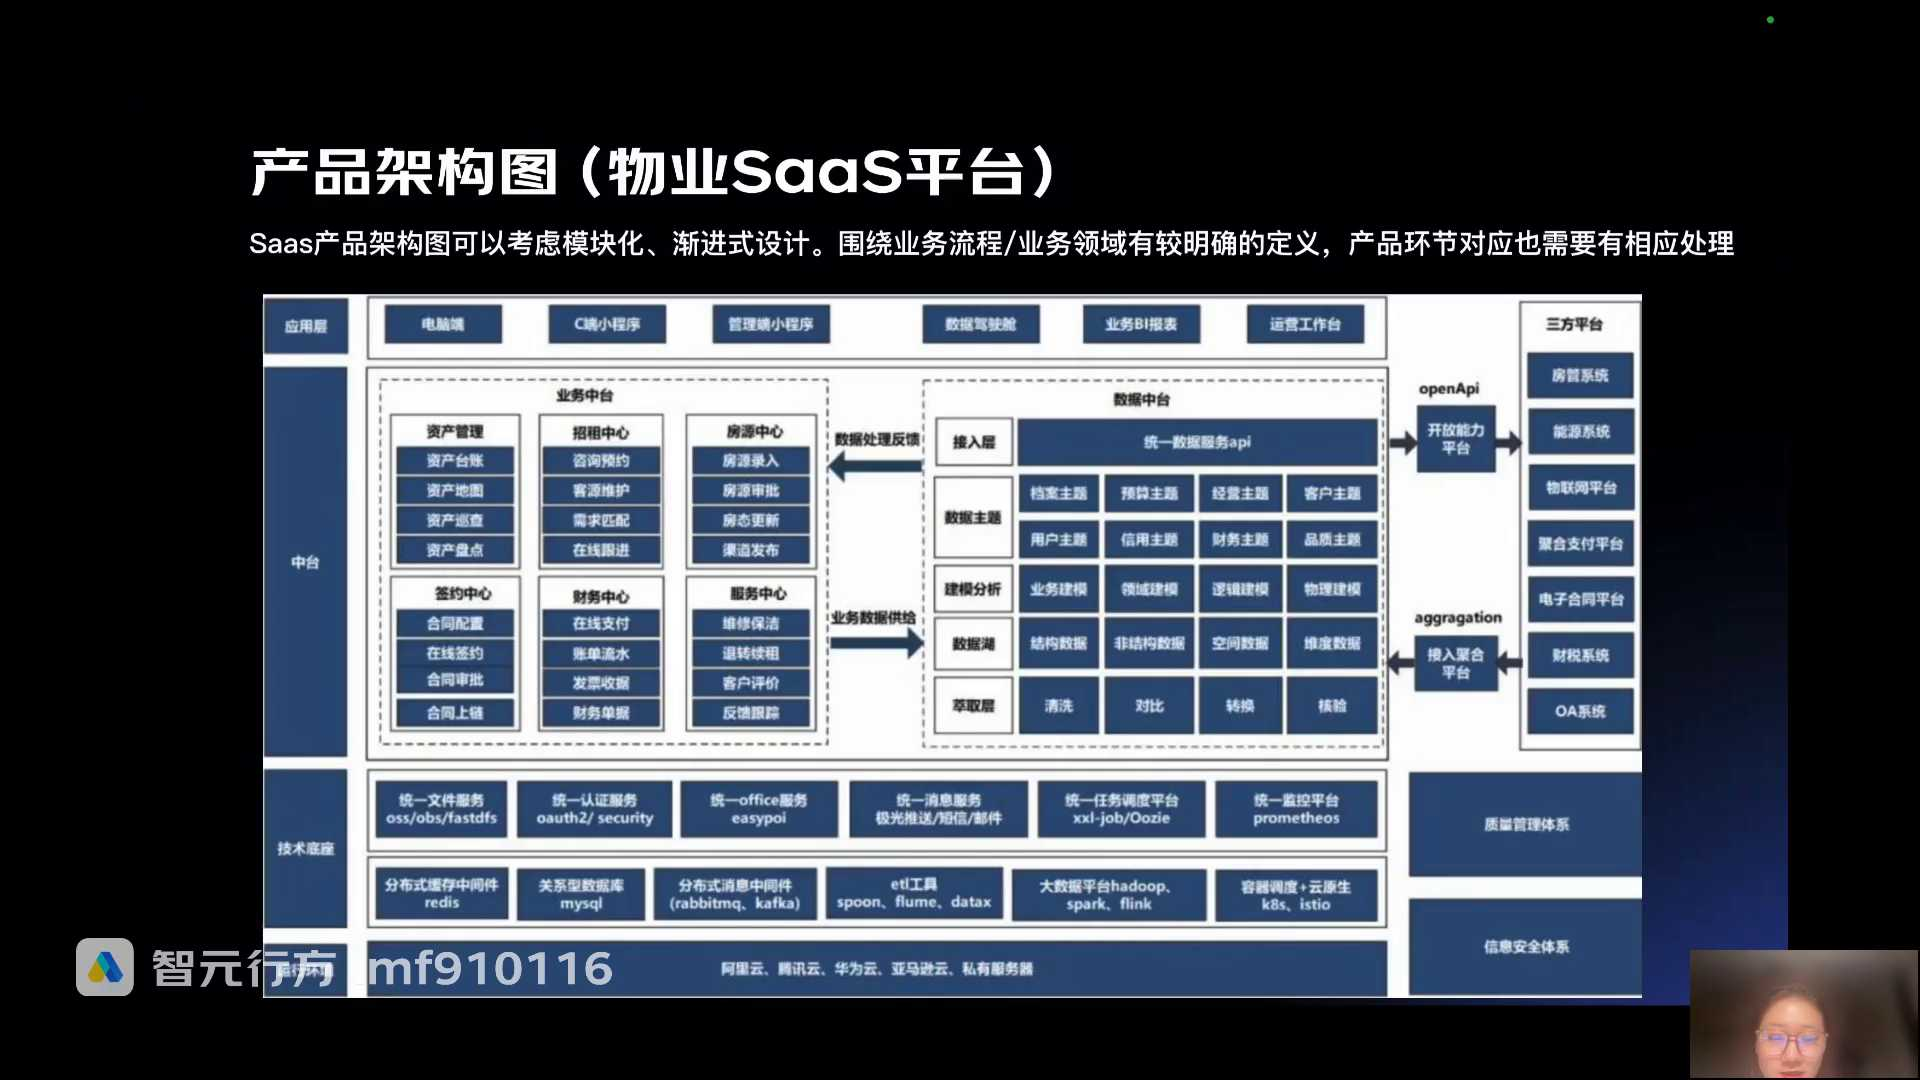 产品架构图（物业SaaS平台）
Saas产品架构图可以考虑模块化、渐进式设计。围绕业务流程/业务领域有较明确的定义，产品环节对应也需要有相应处理
应用层
电脑端
C端小程序
管理端小程序
数据驾驶舱
业务BI报表
运营工作台
中台
业务中台
资产管理
资产台账
资产地图
资产巡查
资产盘点
招租中心
咨询预约
客源维护
需求匹配
在线跟进
房源中心
房源录入
房源审批
房态更新
渠道发布
签约中心
合同配置
在线签约
合同审批
合同上链
财务中心
在线支付
账单流水
发票收据
财务单据
服务中心
维修保洁
退转续租
客户评价
反馈跟踪
数据处理反馈
业务数据供给
数据中台
接入层
统一数据服务api
数据主题
档案主题
预算主题
经营主题
客户主题
用户主题
信用主题
财务主题
品质主题
建模分析
业务建模
领域建模
逻辑建模
物理建模
数据湖
结构数据
非结构数据
空间数据
维度数据
萃取层
清洗
对比
转换
核验
openApi
开放能力
平台
aggragation
接入聚合
平台
三方平台
房管系统
能源系统
物联网平台
聚合支付平台
电子合同平台
财税系统
OA系统
技术底座
统一文件服务
oss/obs/fastdfs
统一认证服务
oauth2/ security
统一office服务
easypoi
统一消息服务
极光推送/短信/邮件
统一任务调度平台
xxl-job/Oozie
统一监控平台
prometheos
分布式缓存中间件
redis
关系型数据库
mysql
分布式消息中间件
(rabbitmq、kafka)
etl工具
spoon、flume、datax
大数据平台hadoop、
spark、flink
容器调度+云原生
k8s、istio
质量管理体系
信息安全体系
运行环境
阿里云、腾讯云、华为云、亚马逊云、私有服务器
智元行方 mf910116